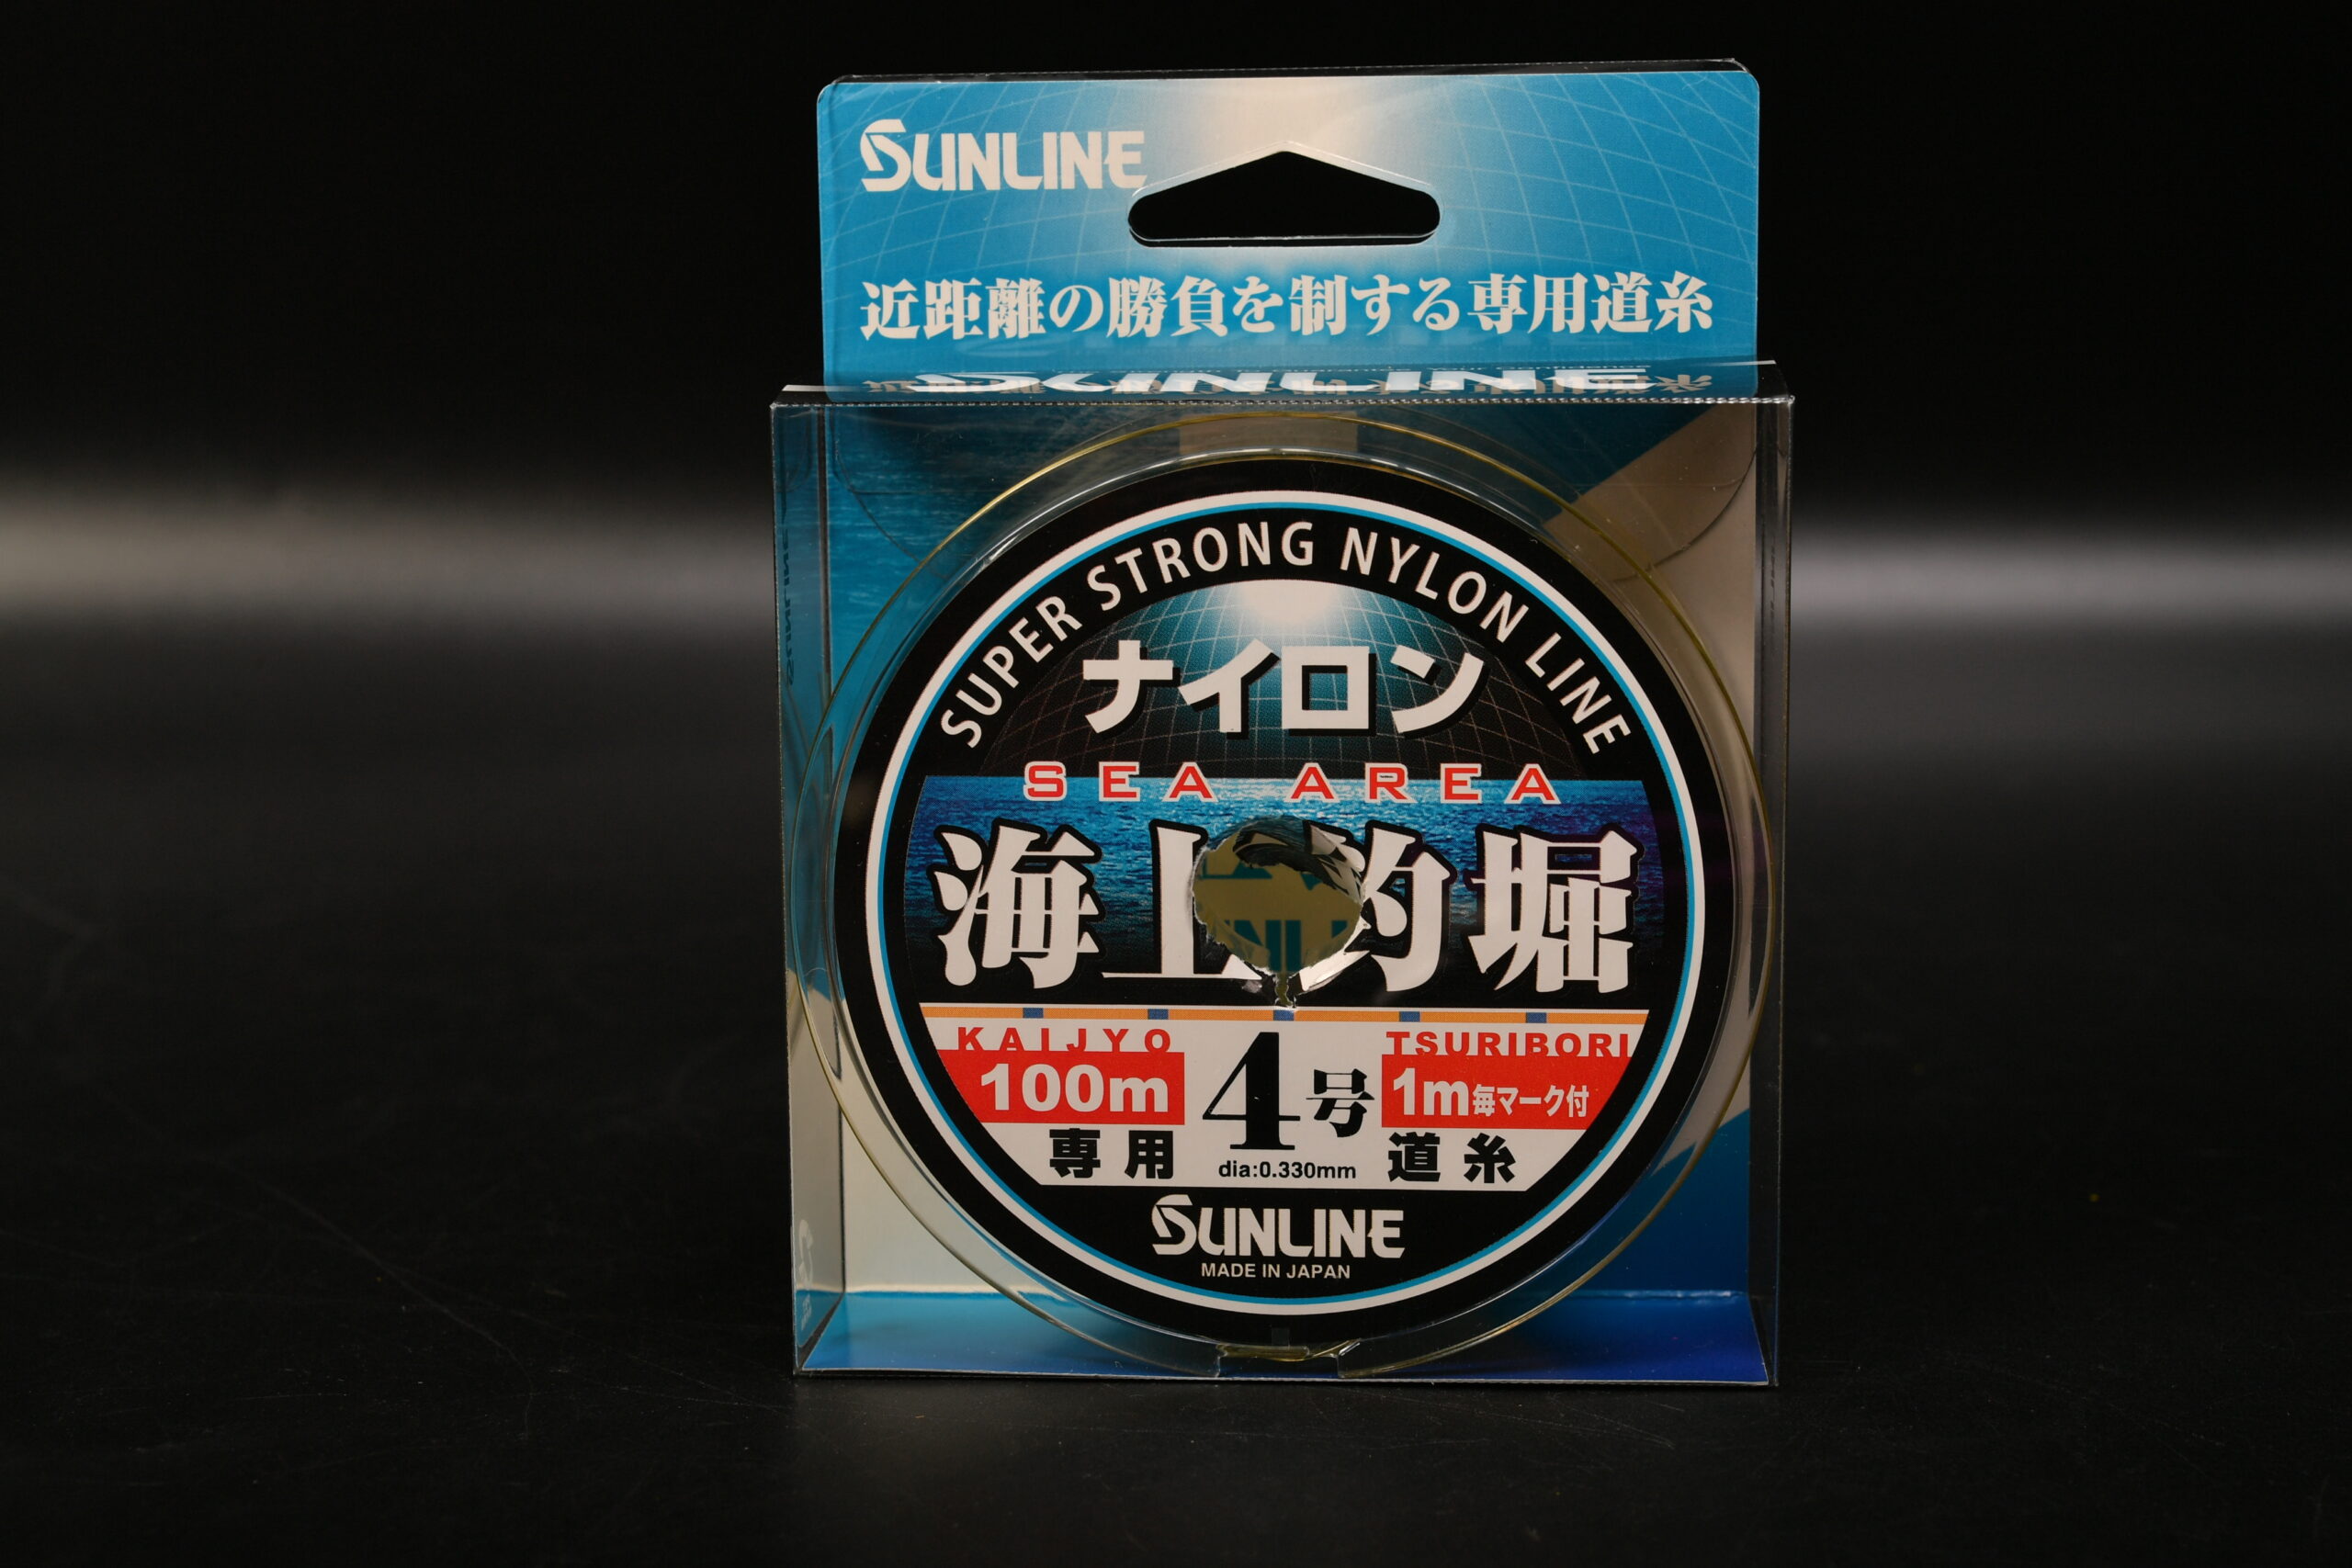 SUNLINE
近距離の勝負を制する専用道糸
SUNLINE
SUPER STRONG NYLON LINE
ナイロン
SEA AREA
海上釣堀
KAIJYO
TSURIBORI
100m
4号
1m毎マーク付
専用
dia:0.330mm
道糸
SUNLINE
MADE IN JAPAN